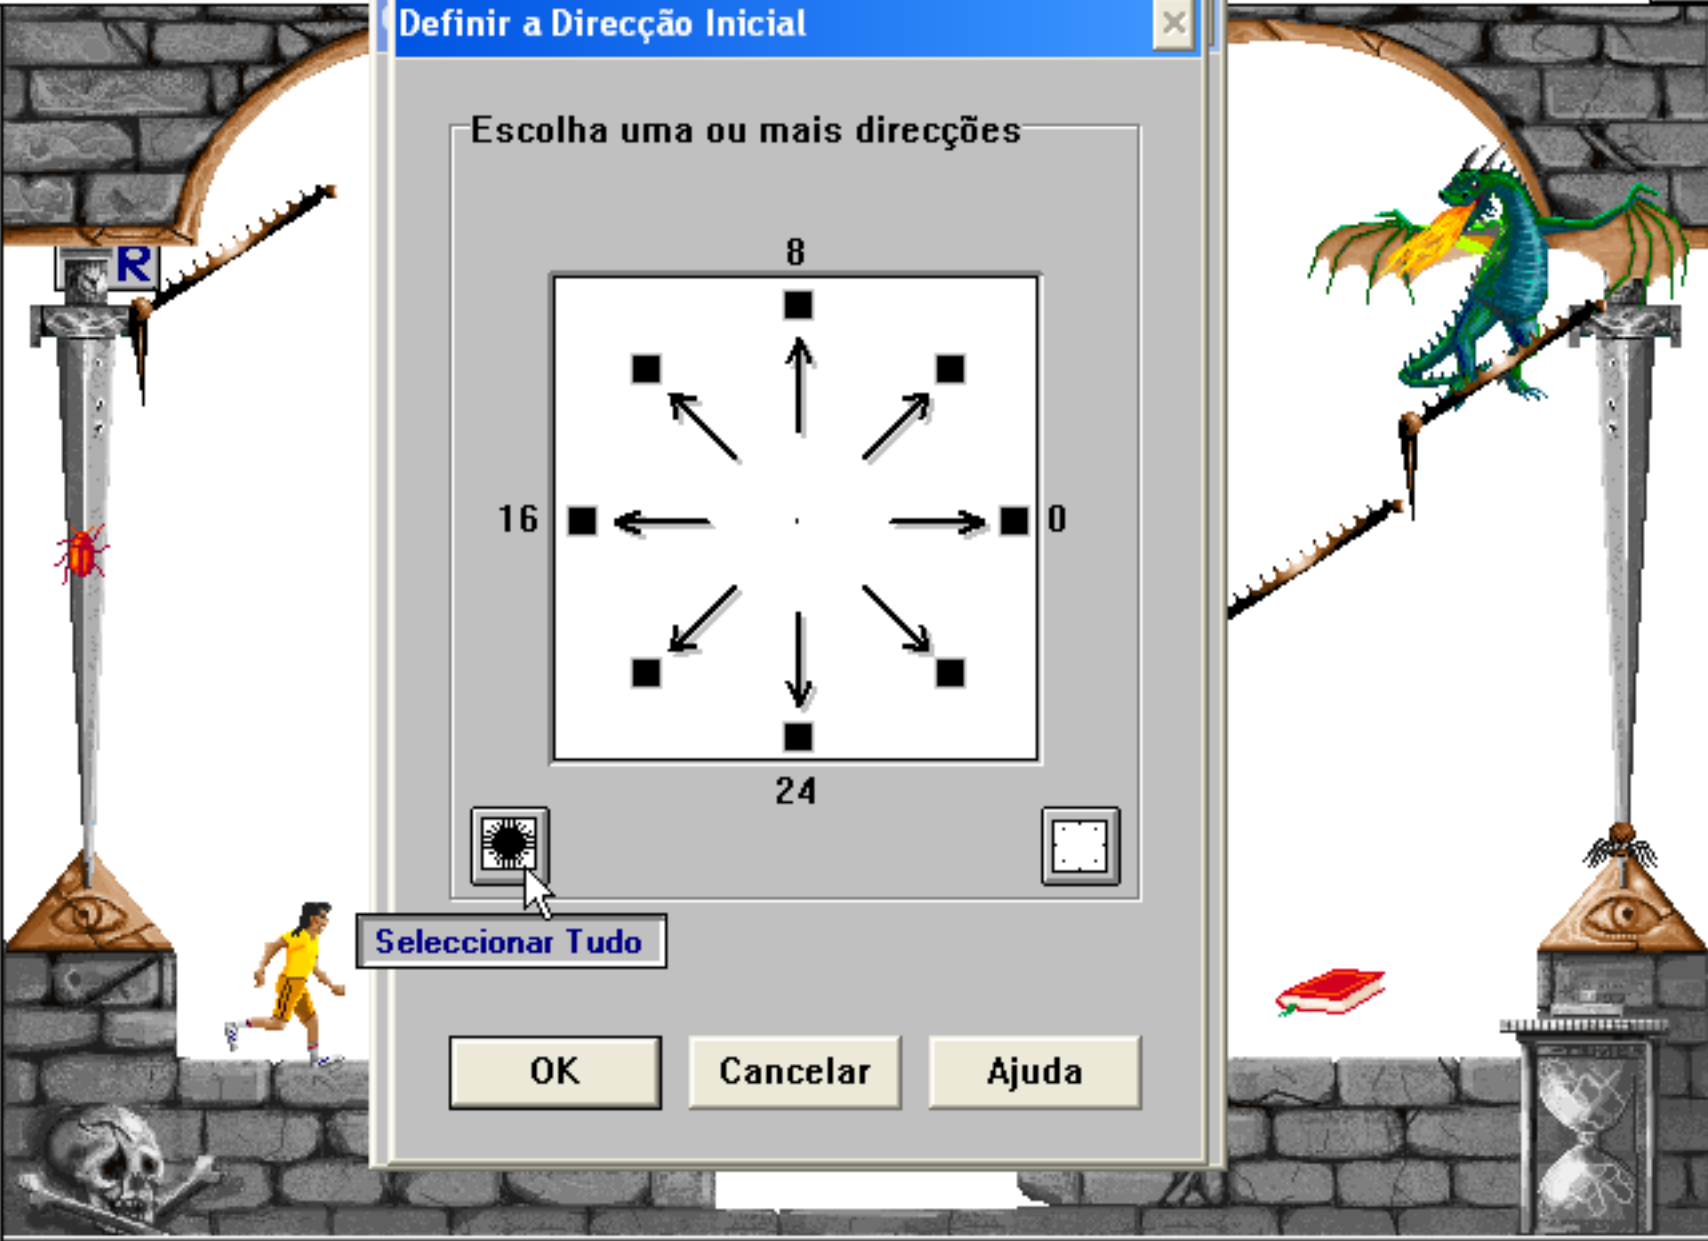 Definir a Direcção Inicial
Escolha uma ou mais direcções
R
8
16
0
24
Seleccionar Tudo
OK
Cancelar
Ajuda